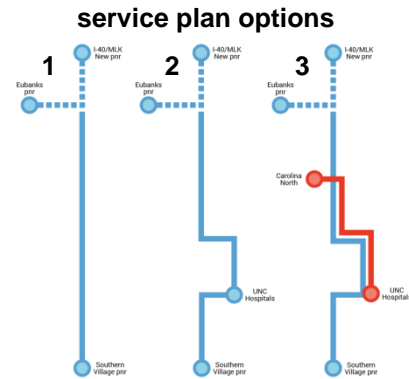 service plan options
1
I-40/MLK
New pnr
Eubanks
pnr
UNC
Hospitals
Southern
Village pnr
2
I-40/MLK
New pnr
Eubanks
pnr
Southern
Village pnr
3
I-40/MLK
New pnr
Eubanks
pnr
Carolina
North
UNC
Hospitals
Southern
Village pnr